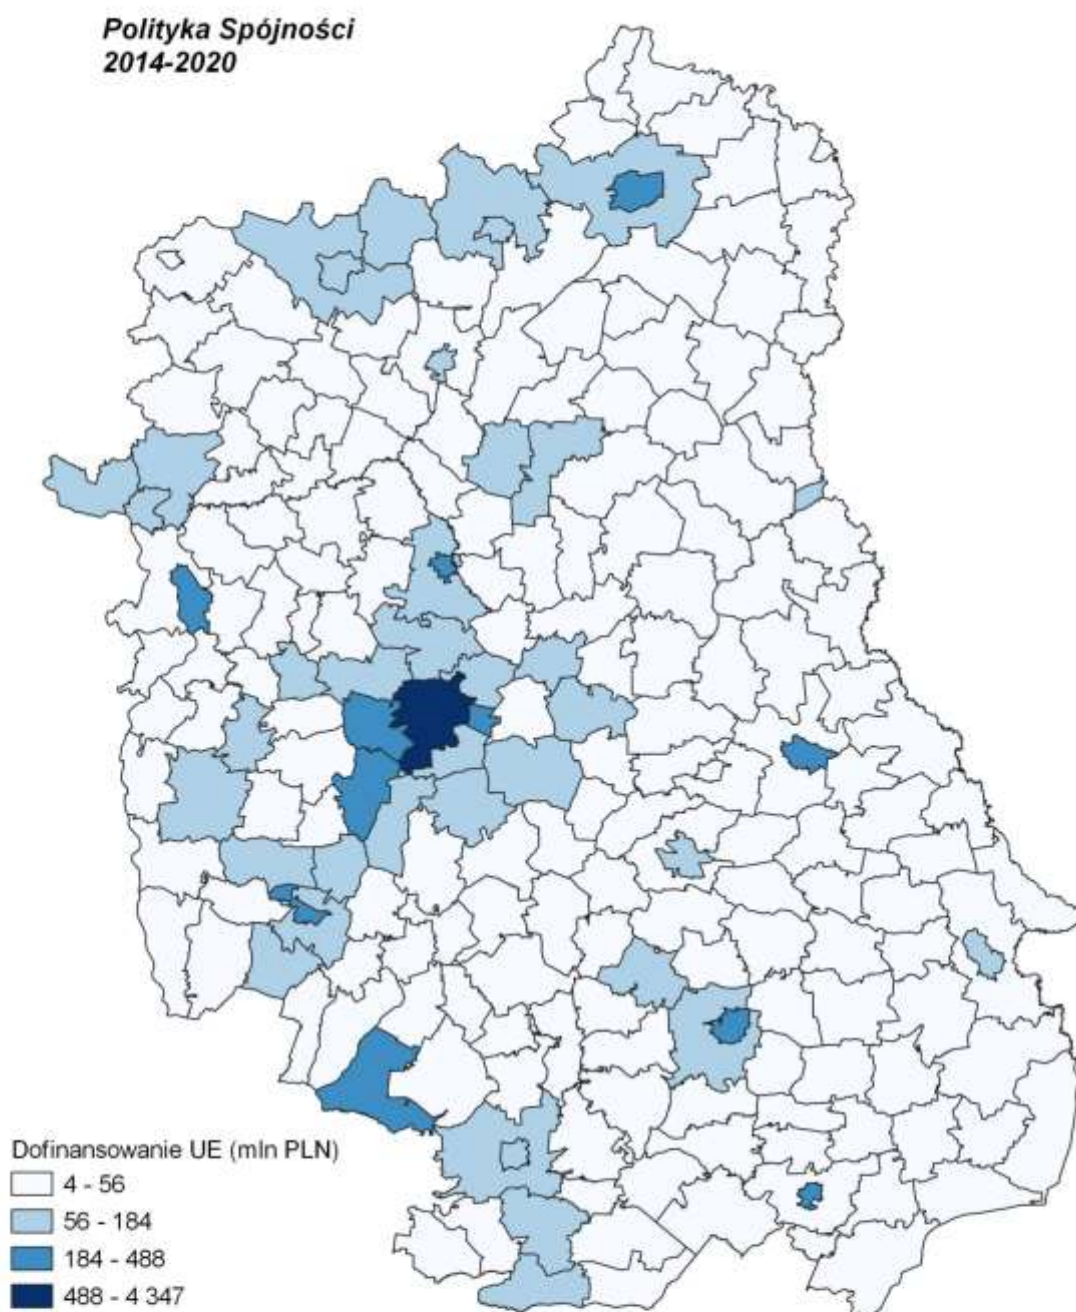 Polityka Spójności
2014-2020
Dofinansowanie UE (mln PLN)
4 - 56
56 - 184
184 - 488
488 - 4 347